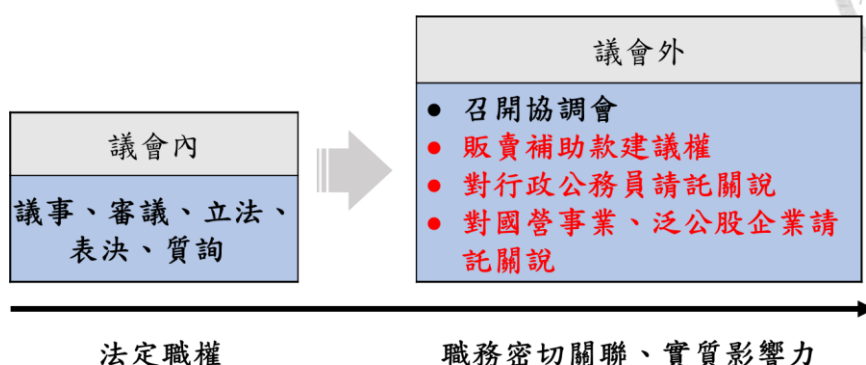 議會外
● 召開協調會
● 販賣補助款建議權
● 對行政公務員請託關說
● 對國營事業、泛公股企業請
託關說
議會內
議事、審議、立法、
表決、質詢
法定職權
職務密切關聯、實質影響力